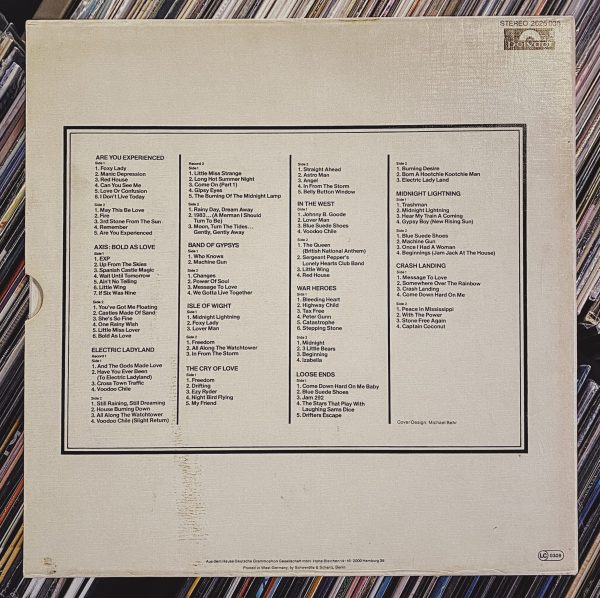 STEREO 2625 038
Polydor
ARE YOU EXPERIENCED
Side 1
1. Foxy Lady
2. Manic Depression
3. Red House
4. Can You See Me
5. Love Or Confusion
6. I Don't Live Today
Side 2
1. May This Be Love
2. Fire
3. 3rd Stone From The Sun
4. Remember
5. Are You Experienced
AXIS: BOLD AS LOVE
Side 1
1. EXP
2. Up From The Skies
3. Spanish Castle Magic
4. Wait Until Tomorrow
5. Ain't No Telling
6. Little Wing
7. If Six Was Nine
Side 2
1. You've Got Me Floating
2. Castles Made Of Sand
3. She's So Fine
4. One Rainy Wish
5. Little Miss Lover
6. Bold As Love
ELECTRIC LADYLAND
Record 1
Side 1
1. And The Gods Made Love
2. Have You Ever Been
(To Electric Ladyland)
3. Cross Town Traffic
4. Voodoo Chile
Side 2
1. Still Raining, Still Dreaming
2. House Burning Down
3. All Along The Watchtower
4. Voodoo Chile (Slight Return)
Record 2
Side 1
1. Little Miss Strange
2. Long Hot Summer Night
3. Come On (Part 1)
4. Gipsy Eyes
5. The Burning Of The Midnight Lamp
Side 2
1. Rainy Day, Dream Away
2. 1983... (A Merman I Should
Turn To Be)
3. Moon, Turn The Tides...
Gently, Gently Away
BAND OF GYPSYS
Side 1
1. Who Knows
2. Machine Gun
Side 2
1. Changes
2. Power Of Soul
3. Message To Love
4. We Gotta Live Together
ISLE OF WIGHT
Side 1
1. Midnight Lightning
2. Foxy Lady
3. Lover Man
Side 2
1. Freedom
2. All Along The Watchtower
3. In From The Storm
THE CRY OF LOVE
Side 1
1. Freedom
2. Drifting
3. Ezy Ryder
4. Night Bird Flying
5. My Friend
Side 2
1. Straight Ahead
2. Astro Man
3. Angel
4. In From The Storm
5. Belly Button Window
IN THE WEST
Side 1
1. Johnny B. Goode
2. Lover Man
3. Blue Suede Shoes
4. Voodoo Chile
Side 2
1. The Queen
(British National Anthem)
2. Sergeant Pepper's
Lonely Hearts Club Band
3. Little Wing
4. Red House
WAR HEROES
Side 1
1. Bleeding Heart
2. Highway Child
3. Tax Free
4. Peter Gunn
5. Catastrophe
6. Stepping Stone
Side 2
1. Midnight
2. 3 Little Bears
3. Beginning
4. Izabella
LOOSE ENDS
Side 1
1. Come Down Hard On Me Baby
2. Blue Suede Shoes
3. Jam 292
4. The Stars That Play With
Laughing Sams Dice
5. Drifters Escape
Side 2
1. Burning Desire
2. Born A Hootchie Kootchie Man
3. Electric Lady Land
MIDNIGHT LIGHTNING
Side 1
1. Trashman
2. Midnight Lightning
3. Hear My Train A Coming
4. Gypsy Boy (New Rising Sun)
Side 2
1. Blue Suede Shoes
2. Machine Gun
3. Once I Had A Woman
4. Beginnings (Jam Jack At The House)
CRASH LANDING
Side 1
1. Message To Love
2. Somewhere Over The Rainbow
3. Crash Landing
4. Come Down Hard On Me
Side 2
1. Peace In Mississippi
2. With The Power
3. Stone Free Again
4. Captain Coconut
Cover Design: Michael Behr
Aus dem Hause Deutsche Grammophon Gesellschaft mbH, Hohe Bleichen 14-16 · 2000 Hamburg 36
Printed in West-Germany by Schwendtle & Schertz, Berlin
LC 0309